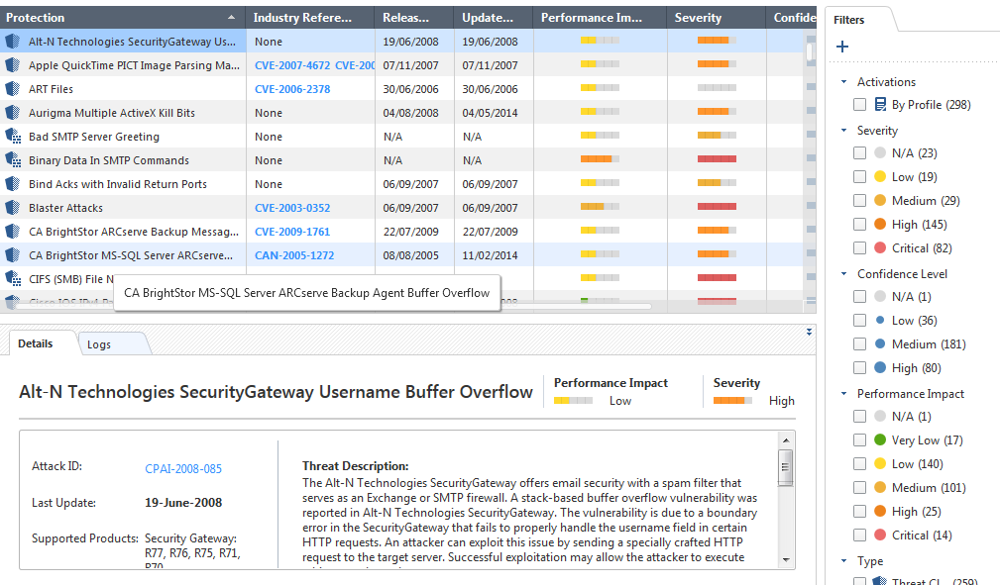 Protection Industry Refere... Releas... Update... Performance Im... Severity Confide
Alt-N Technologies SecurityGateway Us... None 19/06/2008 19/06/2008
Apple QuickTime PICT Image Parsing Ma... CVE-2007-4672 CVE-200 07/11/2007 07/11/2007
ART Files CVE-2006-2378 30/06/2006 30/06/2006
Aurigma Multiple ActiveX Kill Bits None 04/08/2008 04/05/2014
Bad SMTP Server Greeting None N/A N/A
Binary Data In SMTP Commands None N/A N/A
Bind Acks with Invalid Return Ports None 06/09/2007 06/09/2007
Blaster Attacks CVE-2003-0352 06/09/2007 06/09/2007
CA BrightStor ARCserve Backup Messag... CVE-2009-1761 22/07/2009 22/07/2009
CA BrightStor MS-SQL Server ARCserve... CAN-2005-1272 08/08/2005 11/02/2014
CIFS (SMB) File N
CA BrightStor MS-SQL Server ARCserve Backup Agent Buffer Overflow
Details Logs
Alt-N Technologies SecurityGateway Username Buffer Overflow
Performance Impact
Low
Severity
High
Attack ID: CPAI-2008-085
Last Update: 19-June-2008
Supported Products: Security Gateway:
R77, R76, R75, R71,
R70
Threat Description:
The Alt-N Technologies SecurityGateway offers email security with a spam filter that
serves as an Exchange or SMTP firewall. A stack-based buffer overflow vulnerability was
reported in Alt-N Technologies SecurityGateway. The vulnerability is due to a boundary
error in the SecurityGateway that fails to properly handle the username field in certain
HTTP requests. An attacker can exploit this issue by sending a specially crafted HTTP
request to the target server. Successful exploitation may allow the attacker to execute
Filters
+
Activations
By Profile (298)
Severity
N/A (23)
Low (19)
Medium (29)
High (145)
Critical (82)
Confidence Level
N/A (1)
Low (36)
Medium (181)
High (80)
Performance Impact
N/A (1)
Very Low (17)
Low (140)
Medium (101)
High (25)
Critical (14)
Type
Threat Cl... (259)